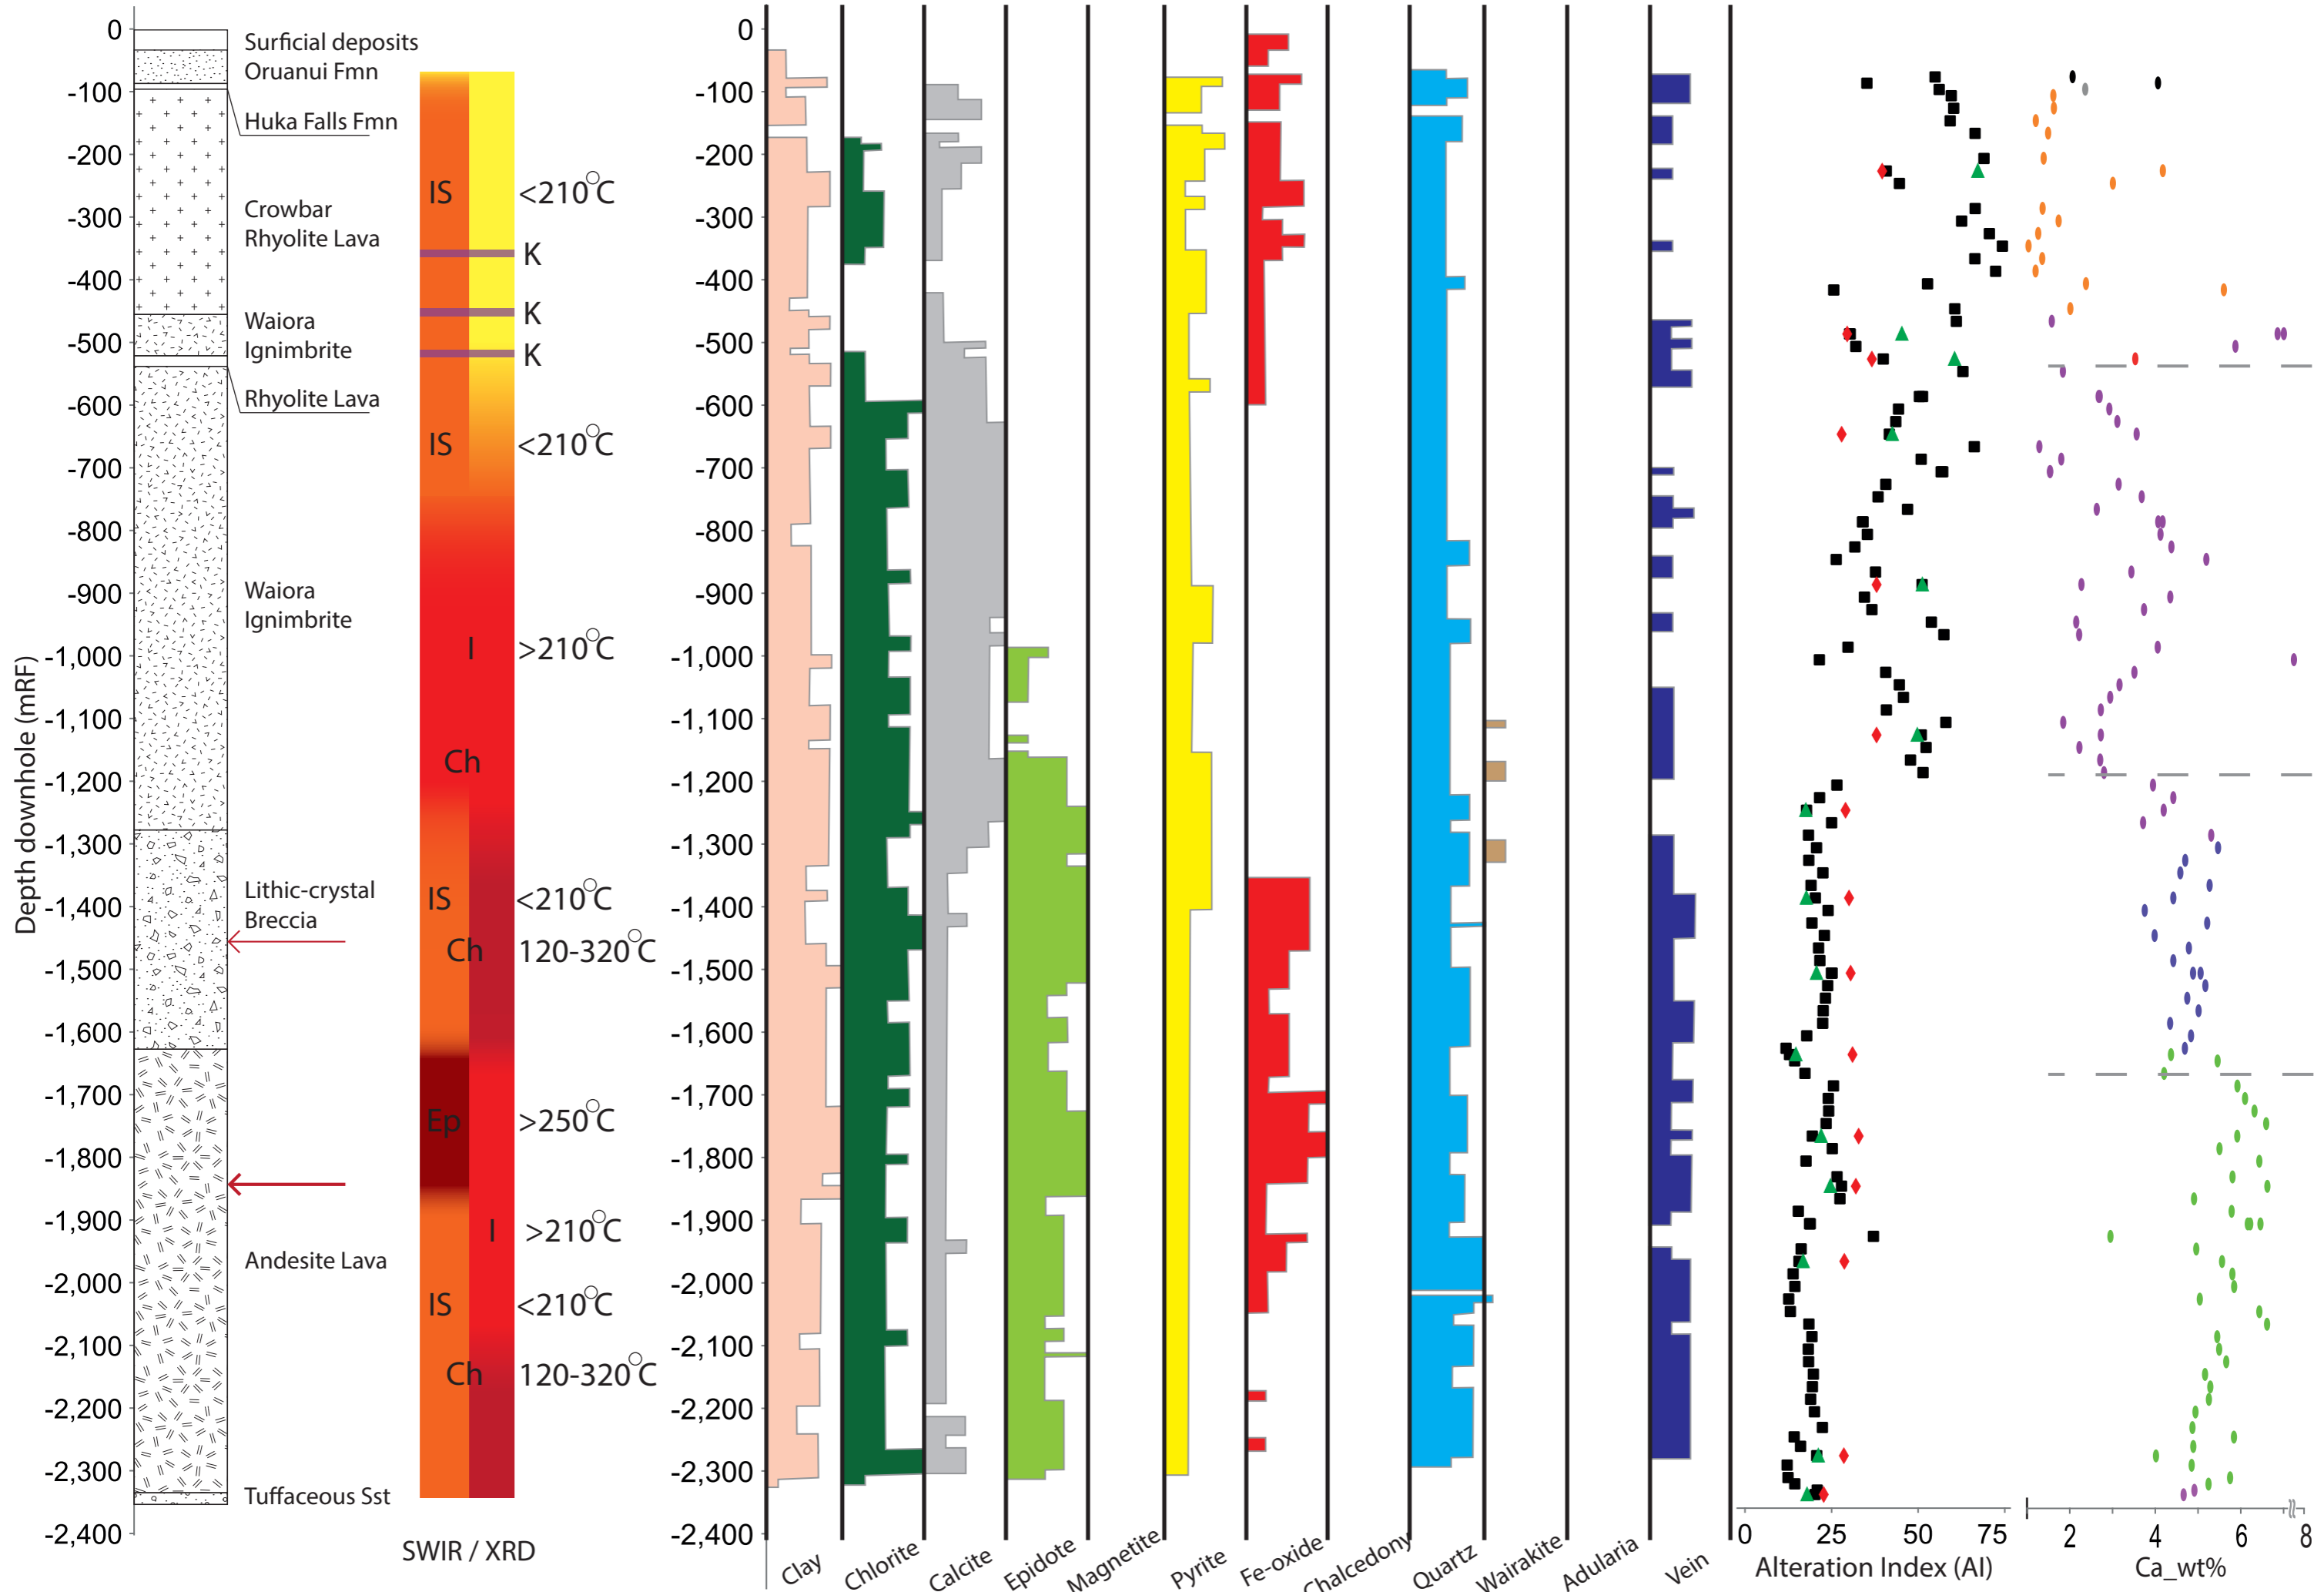 Depth downhole (mRF)
0
-100
-200
-300
-400
-500
-600
-700
-800
-900
-1,000
-1,100
-1,200
-1,300
-1,400
-1,500
-1,600
-1,700
-1,800
-1,900
-2,000
-2,100
-2,200
-2,300
-2,400
Surficial deposits
Oruanui Fmn
Huka Falls Fmn
Crowbar
Rhyolite Lava
Waiora
Ignimbrite
Rhyolite Lava
Waiora
Ignimbrite
Lithic-crystal
Breccia
Andesite Lava
Tuffaceous Sst
IS <210°C
K
K
K
IS <210°C
I >210°C
Ch
IS <210°C
Ch 120-320°C
Ep >250°C
I >210°C
IS <210°C
Ch 120-320°C
SWIR / XRD
0
-100
-200
-300
-400
-500
-600
-700
-800
-900
-1,000
-1,100
-1,200
-1,300
-1,400
-1,500
-1,600
-1,700
-1,800
-1,900
-2,000
-2,100
-2,200
-2,300
-2,400
Clay
Chlorite
Calcite
Epidote
Magnetite
Pyrite
Fe-oxide
Chalcedony
Quartz
Wairakite
Adularia
Vein
0 25 50 75
Alteration Index (AI)
2 4 6 8
Ca_wt%